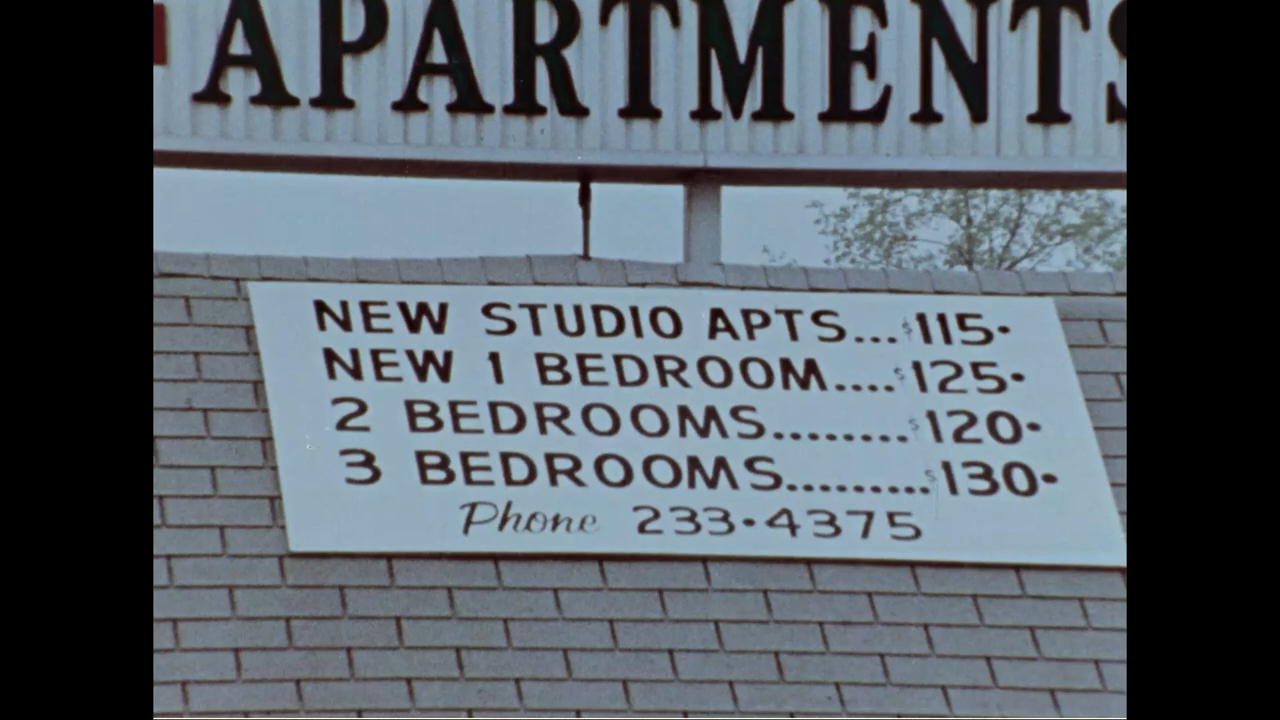 APARTMENTS
NEW STUDIO APTS...$115.
NEW 1 BEDROOM....$125.
2 BEDROOMS........$120.
3 BEDROOMS.........$130.
Phone 233·4375